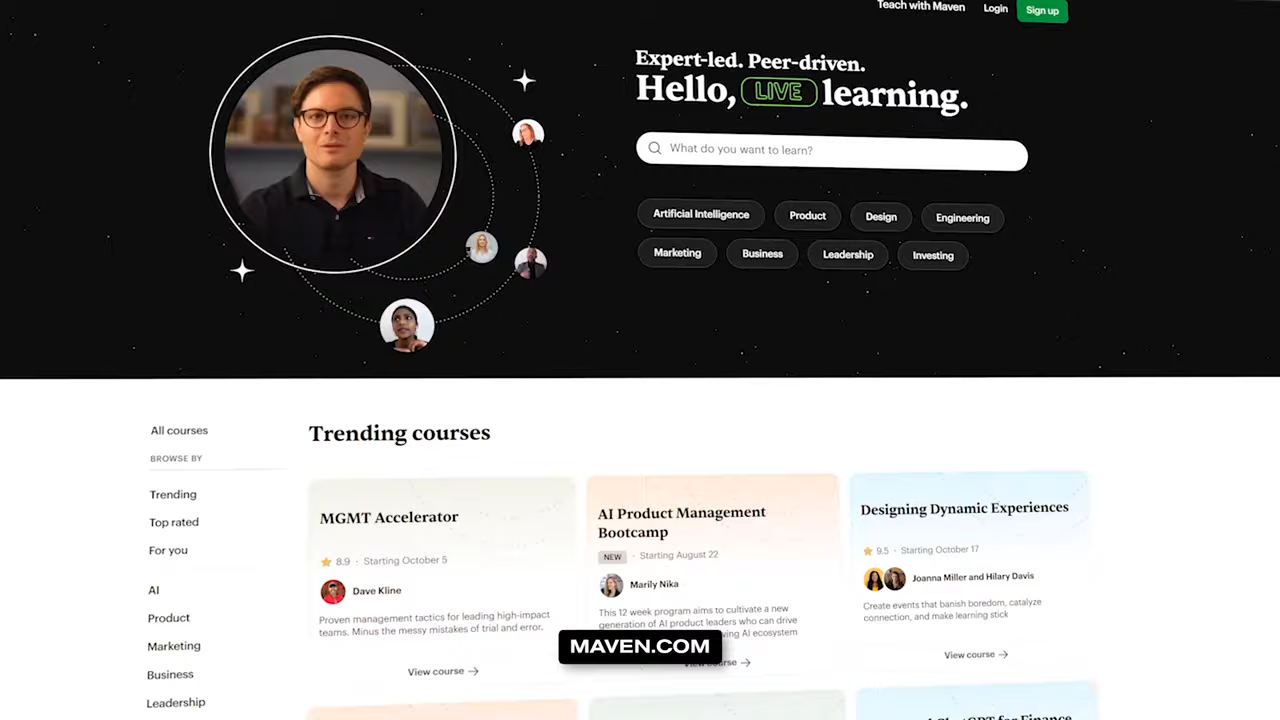 Teach with Maven
Login
Sign up
Expert-led. Peer-driven.
Hello, LIVE learning.
What do you want to learn?
Artificial Intelligence
Product
Design
Engineering
Marketing
Business
Leadership
Investing
All courses
BROWSE BY
Trending
Top rated
For you
AI
Product
Marketing
Business
Leadership
Trending courses
MGMT Accelerator
8.9 · Starting October 5
Dave Kline
Proven management tactics for leading high-impact
teams. Minus the messy mistakes of trial and error.
View course →
AI Product Management
Bootcamp
NEW · Starting August 22
Marily Nika
This 12 week program aims to cultivate a new
generation of AI product leaders who can drive
AI ecosystem
Designing Dynamic Experiences
9.5 · Starting October 17
Joanna Miller and Hilary Davis
Create events that banish boredom, catalyze
connection, and make learning stick
View course →
MAVEN.COM
ChatGPT for Finance